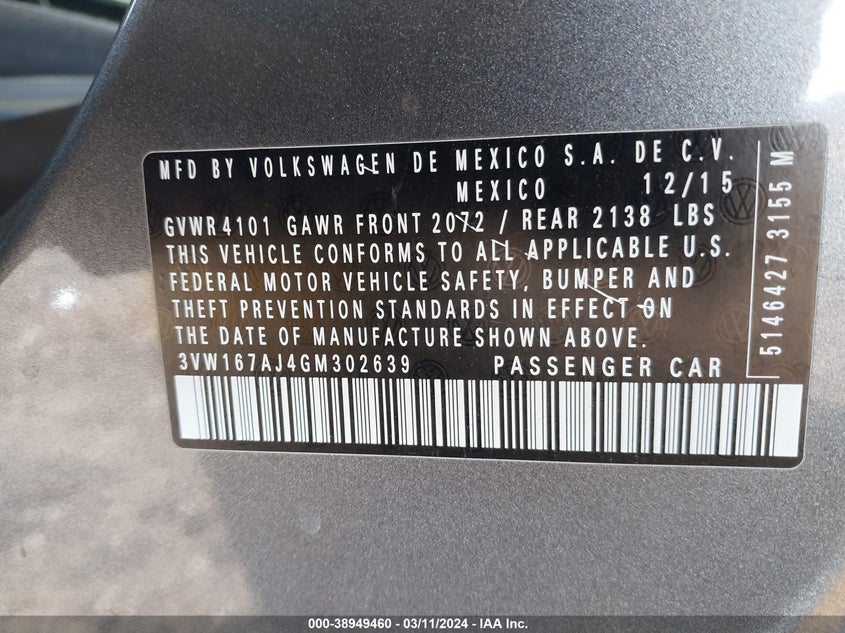 MFD BY VOLKSWAGEN DE MEXICO S.A. DE C.V.
MEXICO 12/15
GVWR 4101 GAWR FRONT 2072 / REAR 2138 LBS
THIS VEHICLE CONFORMS TO ALL APPLICABLE U.S.
FEDERAL MOTOR VEHICLE SAFETY, BUMPER AND
THEFT PREVENTION STANDARDS IN EFFECT ON
THE DATE OF MANUFACTURE SHOWN ABOVE.
3VW167AJ4GM302639 PASSENGER CAR
5146427 3155 M
000-38949460 - 03/11/2024 - IAA Inc.